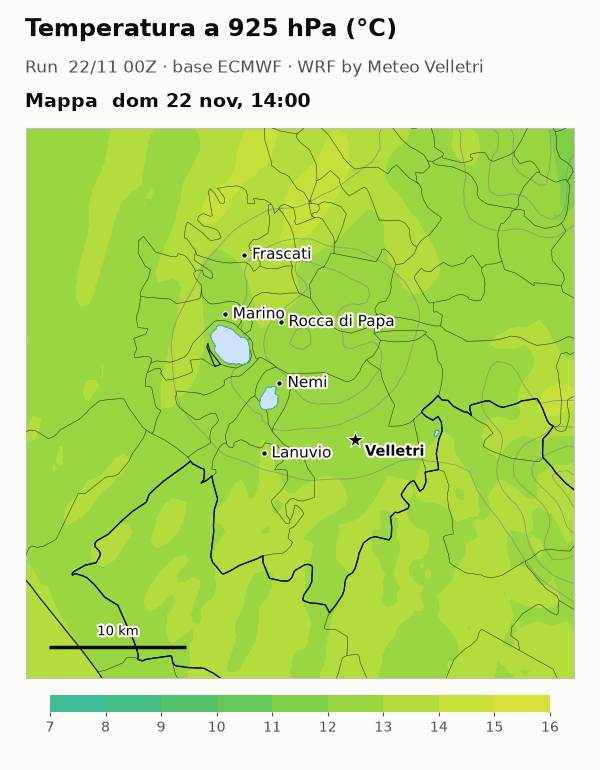 Temperatura a 925 hPa (°C)
Run  22/11 00Z · base ECMWF · WRF by Meteo Velletri
Mappa  dom 22 nov, 14:00
Frascati
Marino
Rocca di Papa
Nemi
Velletri
Lanuvio
10 km
7 8 9 10 11 12 13 14 15 16